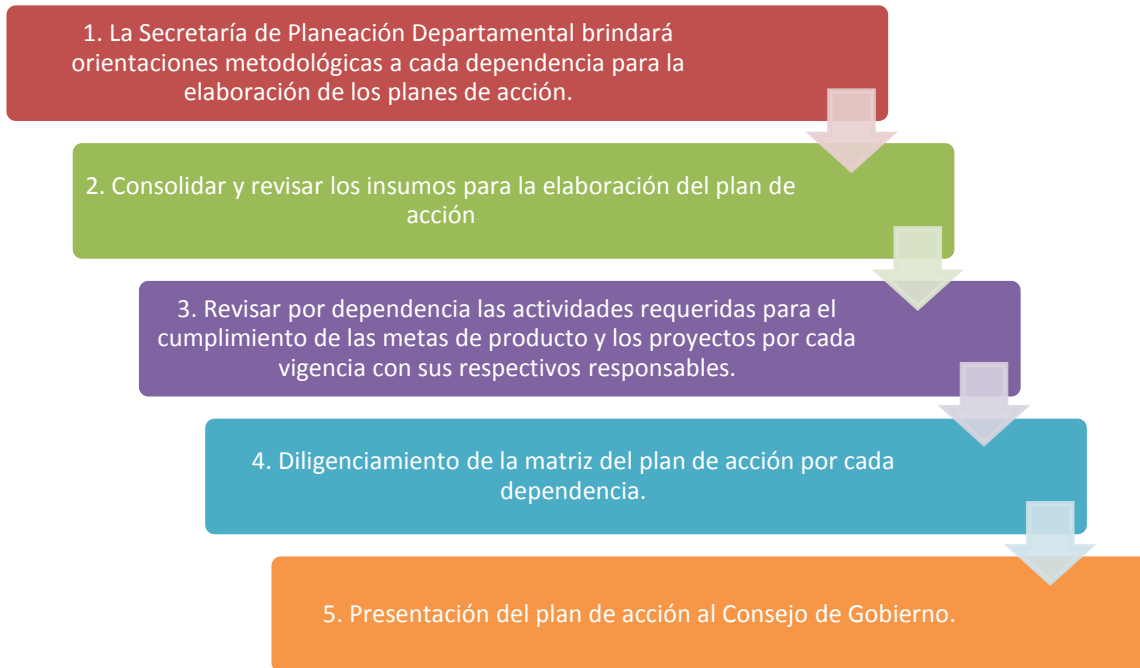 1. La Secretaría de Planeación Departamental brindará
orientaciones metodológicas a cada dependencia para la
elaboración de los planes de acción.
2. Consolidar y revisar los insumos para la elaboración del plan de
acción
3. Revisar por dependencia las actividades requeridas para el
cumplimiento de las metas de producto y los proyectos por cada
vigencia con sus respectivos responsables.
4. Diligenciamiento de la matriz del plan de acción por cada
dependencia.
5. Presentación del plan de acción al Consejo de Gobierno.